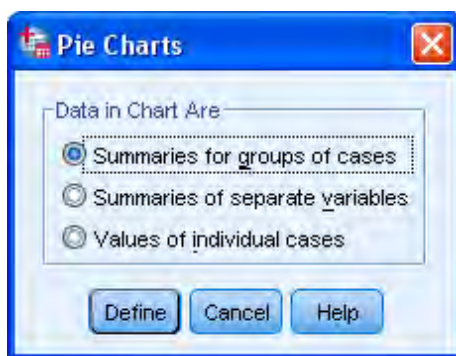 Pie Charts
Data in Chart Are
Summaries for groups of cases
Summaries of separate variables
Values of individual cases
Define Cancel Help